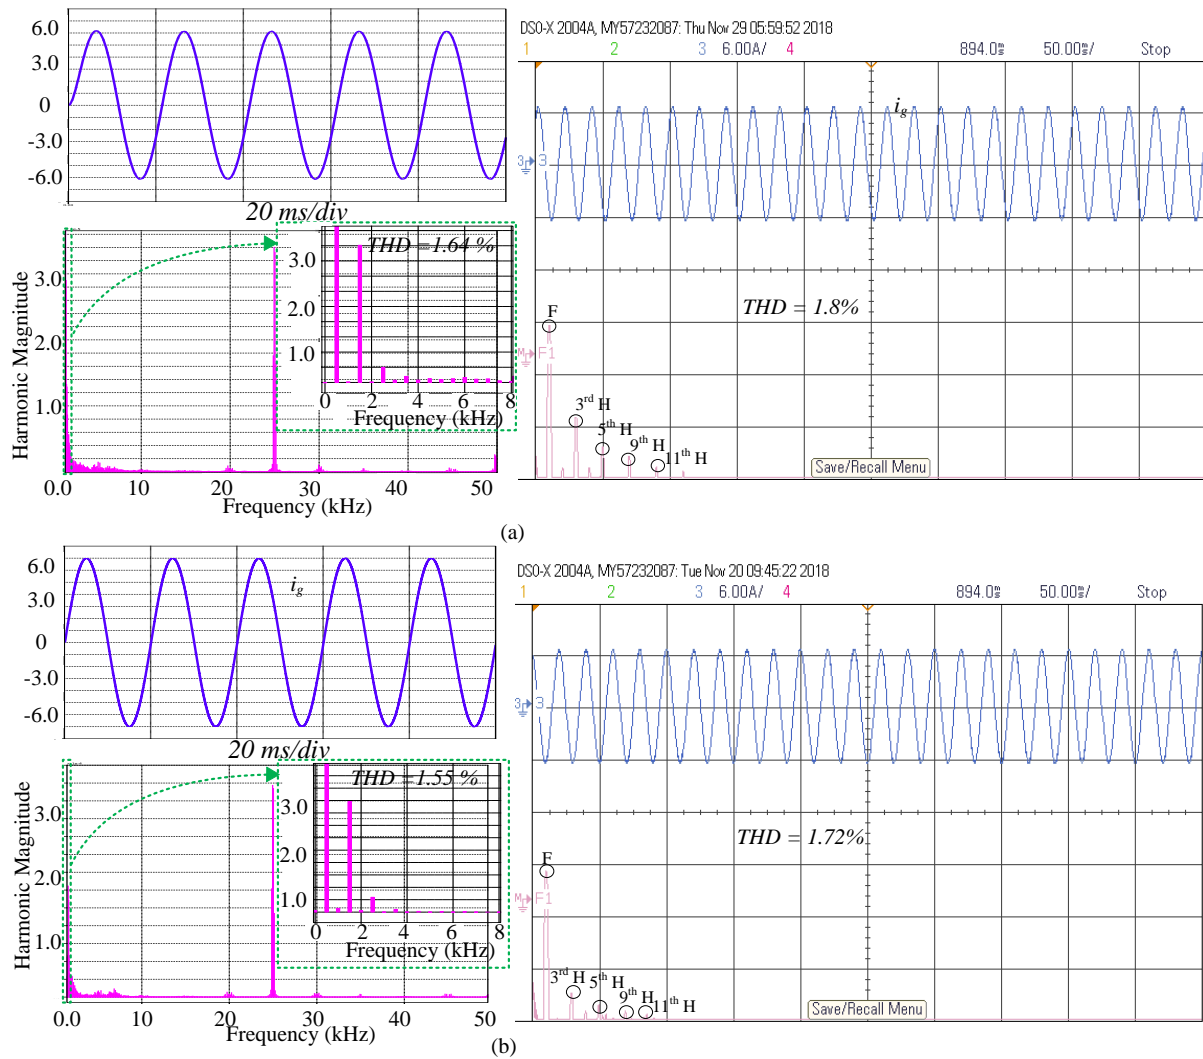 6.0
3.0
0
-3.0
-6.0
20 ms/div
Harmonic Magnitude
3.0
2.0
1.0
0.0 10 20 30 40 50
Frequency (kHz)
THD =1.64 %
3.0
2.0
1.0
0 2 4 6 8
Frequency (kHz)
DSO-X 2004A, MY57232087: Thu Nov 29 05:59:52 2018
1 2 3 6.00A/ 4 894.0ms 50.00ms/ Stop
ig
3 3
THD = 1.8%
F
M F1
3rd H
5th H
9th H
11th H
Save/Recall Menu
(a)
6.0
3.0
0
-3.0
-6.0
ig
20 ms/div
Harmonic Magnitude
3.0
2.0
1.0
0.0 10 20 30 40 50
Frequency (kHz)
THD =1.55 %
3.0
2.0
1.0
0 2 4 6 8
Frequency (kHz)
DSO-X 2004A, MY57232087: Tue Nov 20 09:45:22 2018
1 2 3 6.00A/ 4 894.0ms 50.00ms/ Stop
3 3
THD = 1.72%
F
M F1
3rd H
5th H
9th H
11th H
Save/Recall Menu
(b)